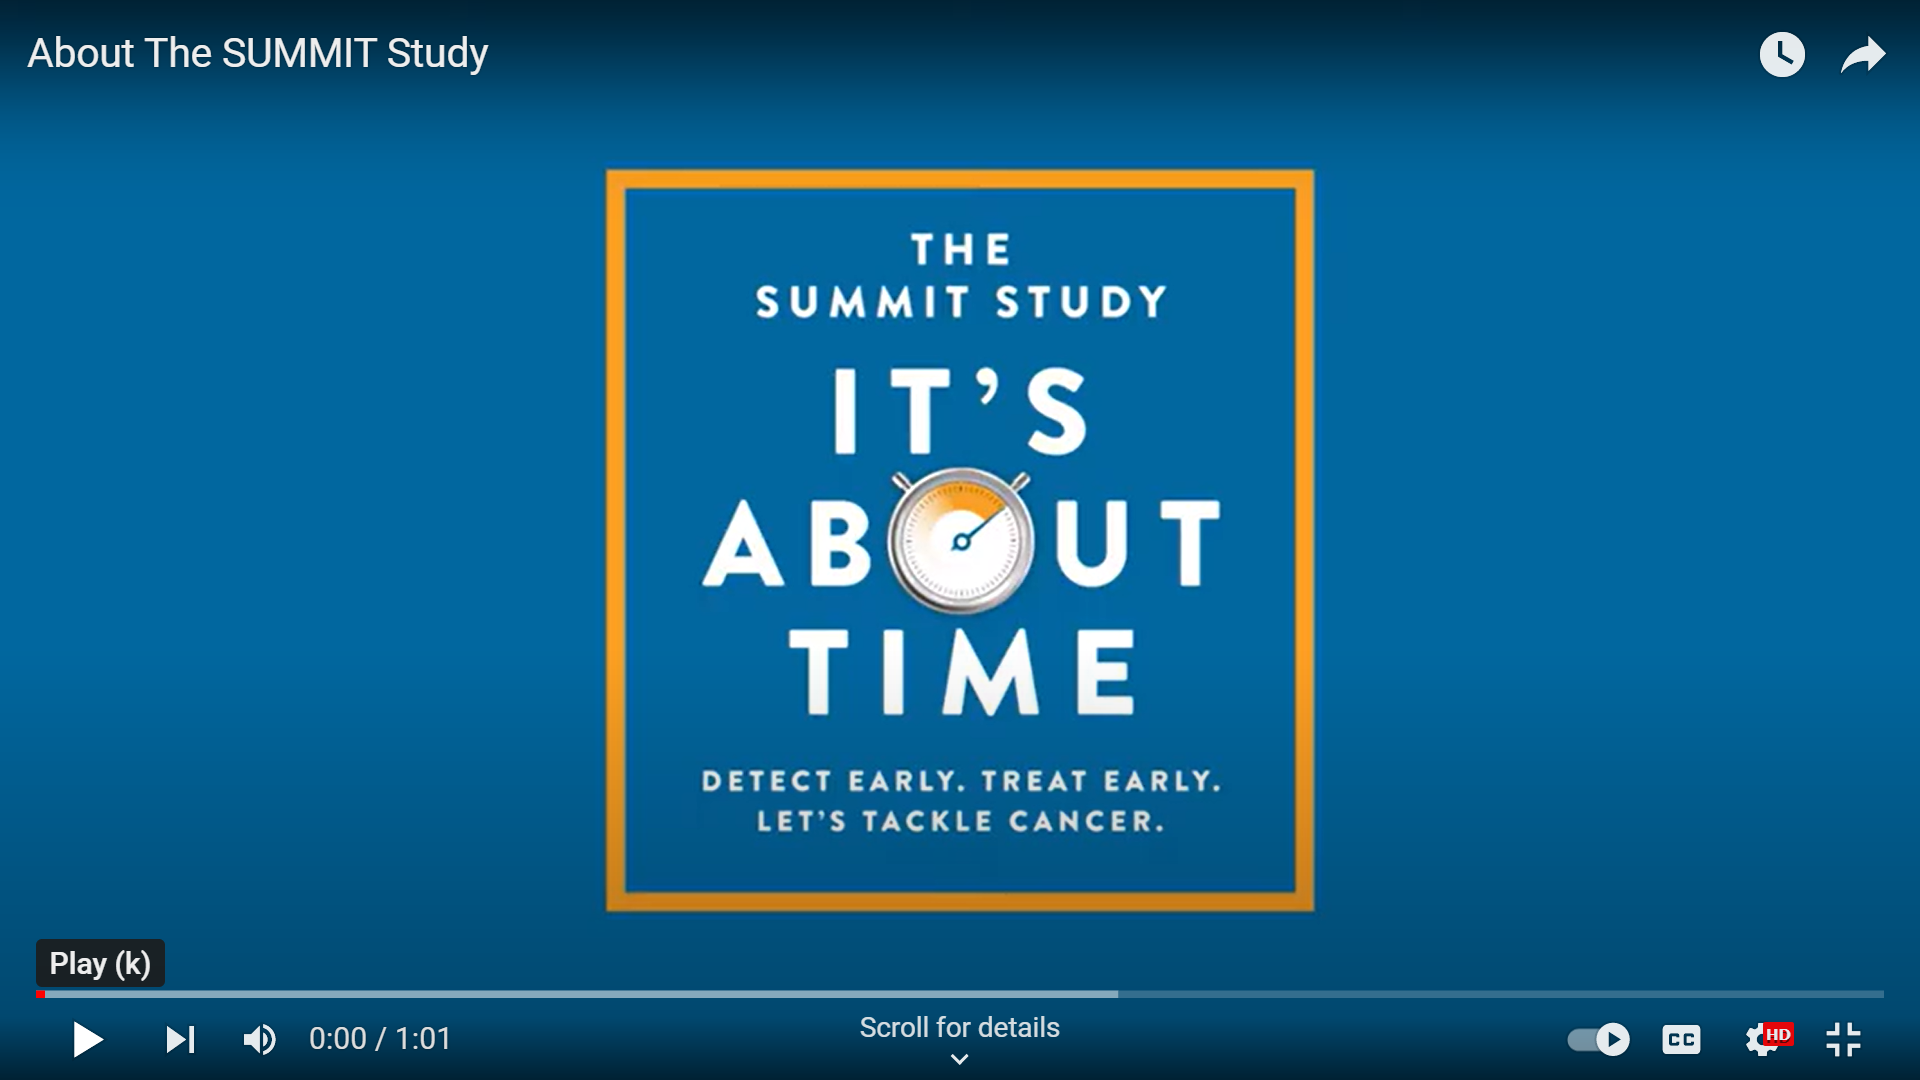 About The SUMMIT Study
THE
SUMMIT STUDY
IT’S
ABOUT
TIME
DETECT EARLY. TREAT EARLY.
LET’S TACKLE CANCER.
Play (k)
0:00 / 1:01
Scroll for details
CC
HD